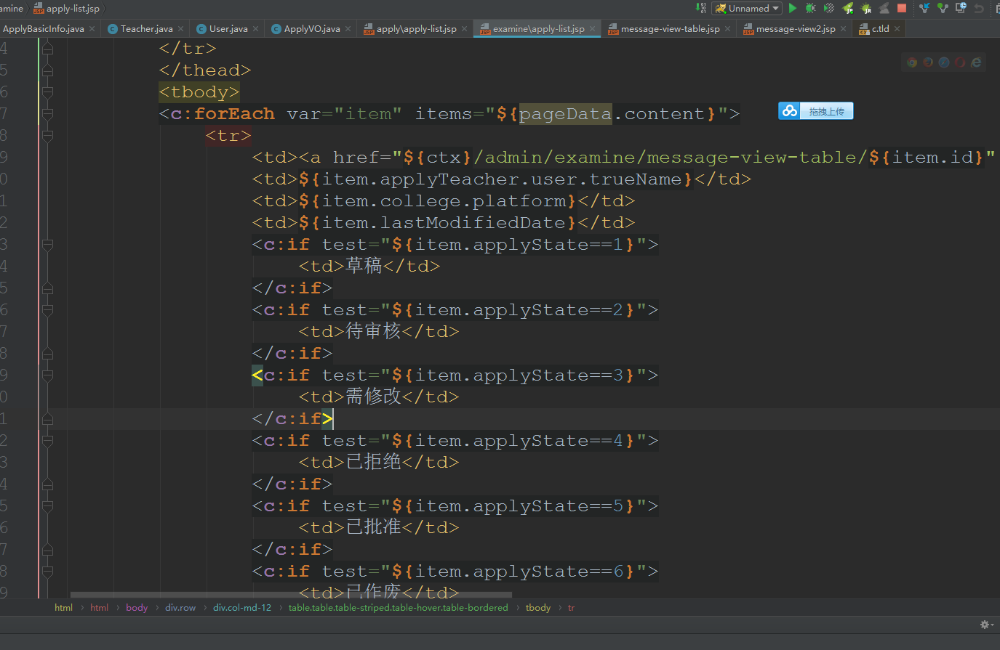 amine apply-list.jsp Unnamed
ApplyBasicInfo.java Teacher.java User.java ApplyVO.java apply\apply-list.jsp examine\apply-list.jsp message-view-table.jsp message-view2.jsp c.tld
4 </tr>
5 </thead>
6 <tbody>
7 <c:forEach var="item" items="${pageData.content}">
拖拽上传
8 <tr>
9 <td><a href="${ctx}/admin/examine/message-view-table/${item.id}"
0 <td>${item.applyTeacher.user.trueName}</td>
1 <td>${item.college.platform}</td>
2 <td>${item.lastModifiedDate}</td>
3 <c:if test="${item.applyState==1}">
4 <td>草稿</td>
5 </c:if>
6 <c:if test="${item.applyState==2}">
7 <td>待审核</td>
8 </c:if>
9 <c:if test="${item.applyState==3}">
0 <td>需修改</td>
1 </c:if>
2 <c:if test="${item.applyState==4}">
3 <td>已拒绝</td>
4 </c:if>
5 <c:if test="${item.applyState==5}">
6 <td>已批准</td>
7 </c:if>
8 <c:if test="${item.applyState==6}">
9 <td>已作废</td>
html html body div.row div.col-md-12 table.table.table-striped.table-hover.table-bordered tbody tr